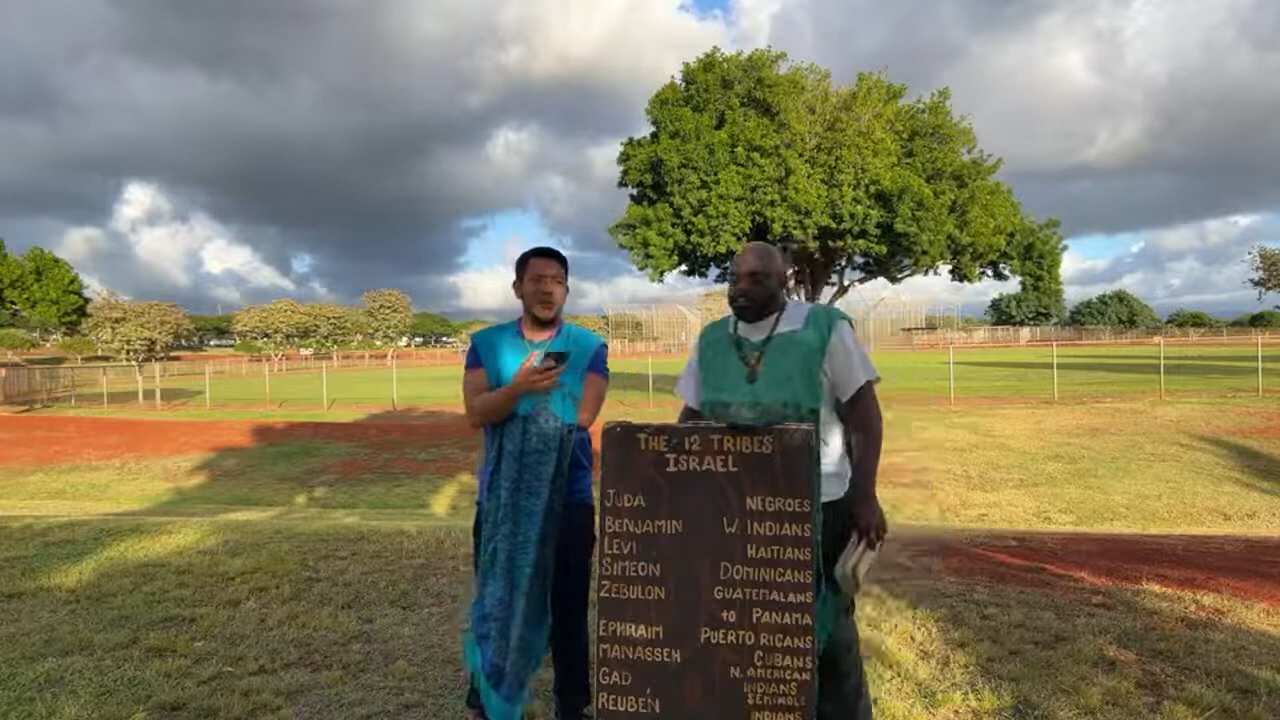 THE 12 TRIBES
ISRAEL
JUDA NEGROES
BENJAMIN W. INDIANS
LEVI HAITIANS
SIMEON DOMINICANS
ZEBULON GUATEMALANS
to PANAMA
EPHRAIM PUERTO RICANS
MANASSEH CUBANS
GAD N. AMERICAN
INDIANS
REUBEN SEMINOLE
INDIANS